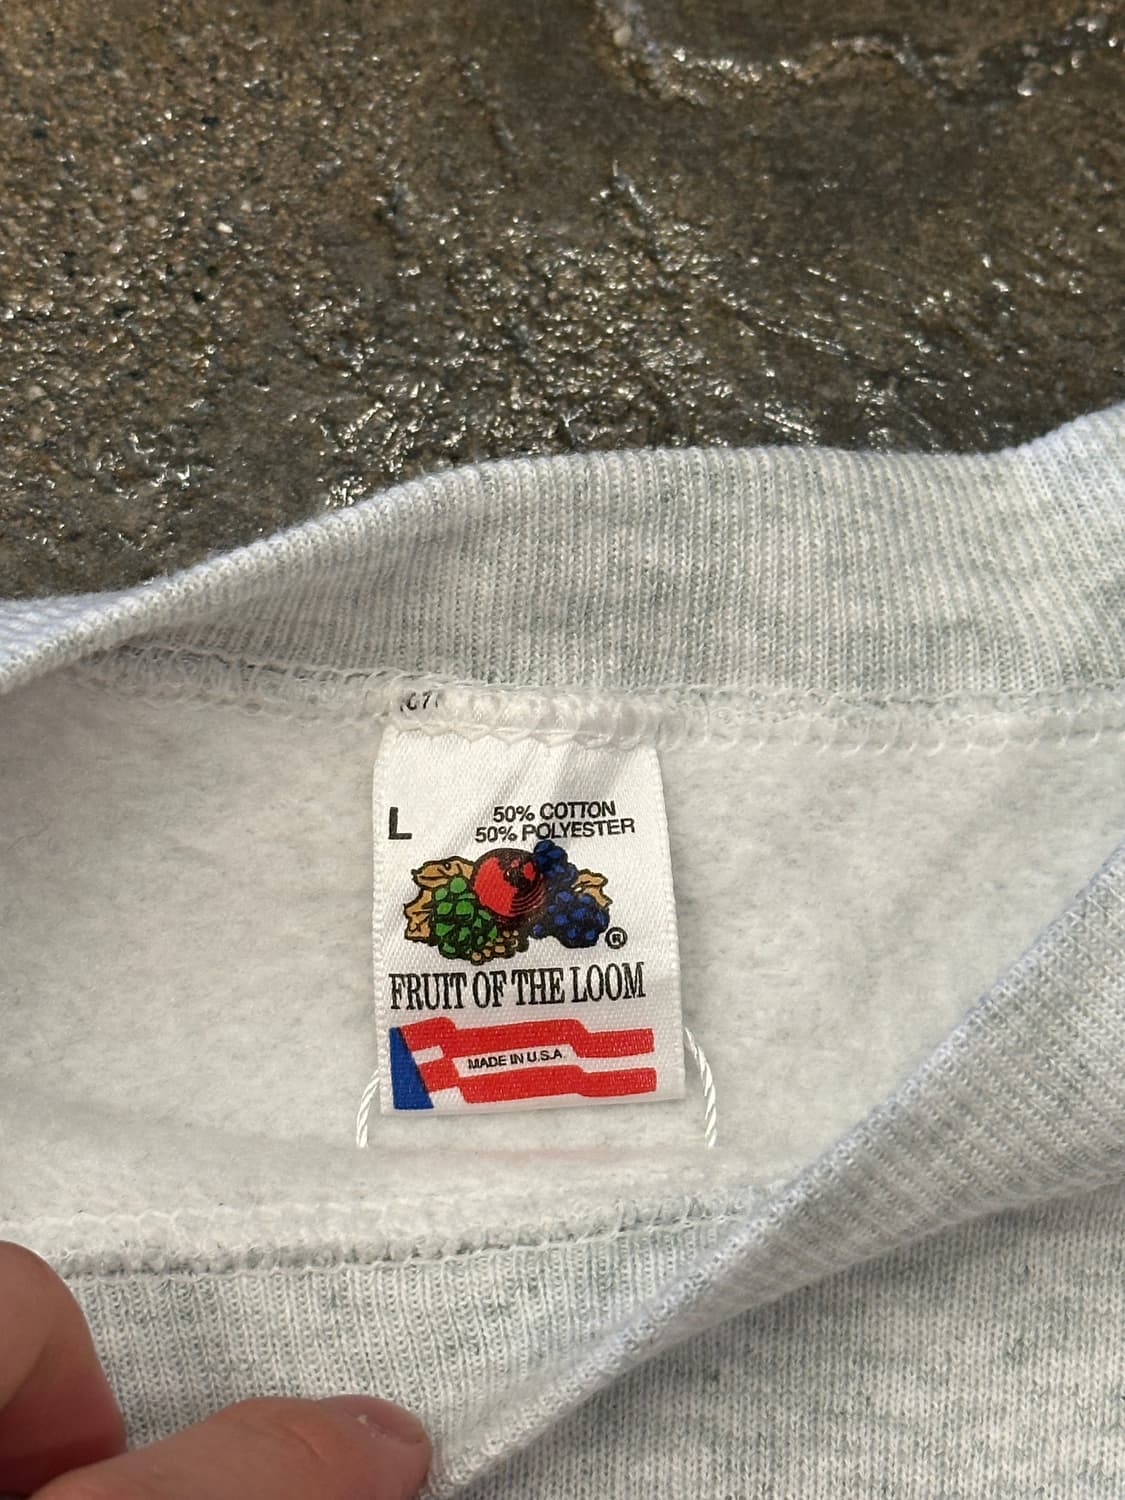 L
50% COTTON
50% POLYESTER
®
FRUIT OF THE LOOM
MADE IN U.S.A.